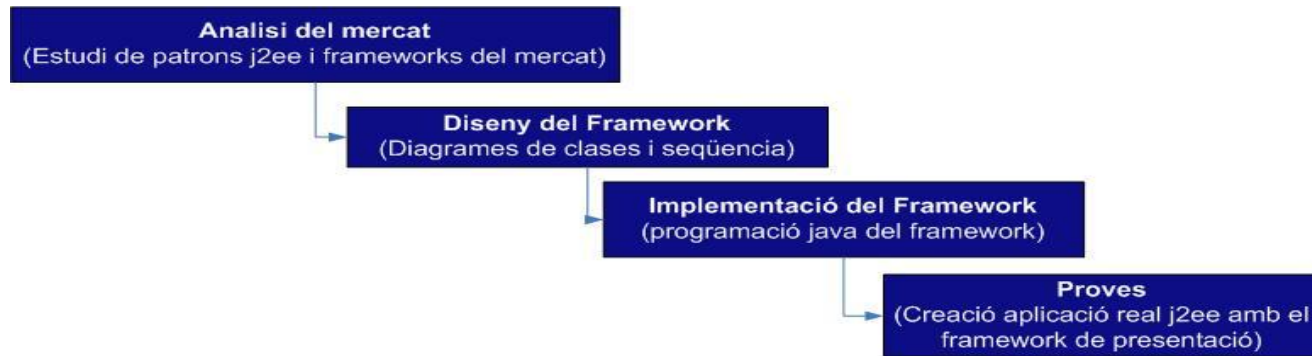 Analisi del mercat
(Estudi de patrons j2ee i frameworks del mercat)
Diseny del Framework
(Diagrames de clases i seqüencia)
Implementació del Framework
(programació java del framework)
Proves
(Creació aplicació real j2ee amb el
framework de presentació)